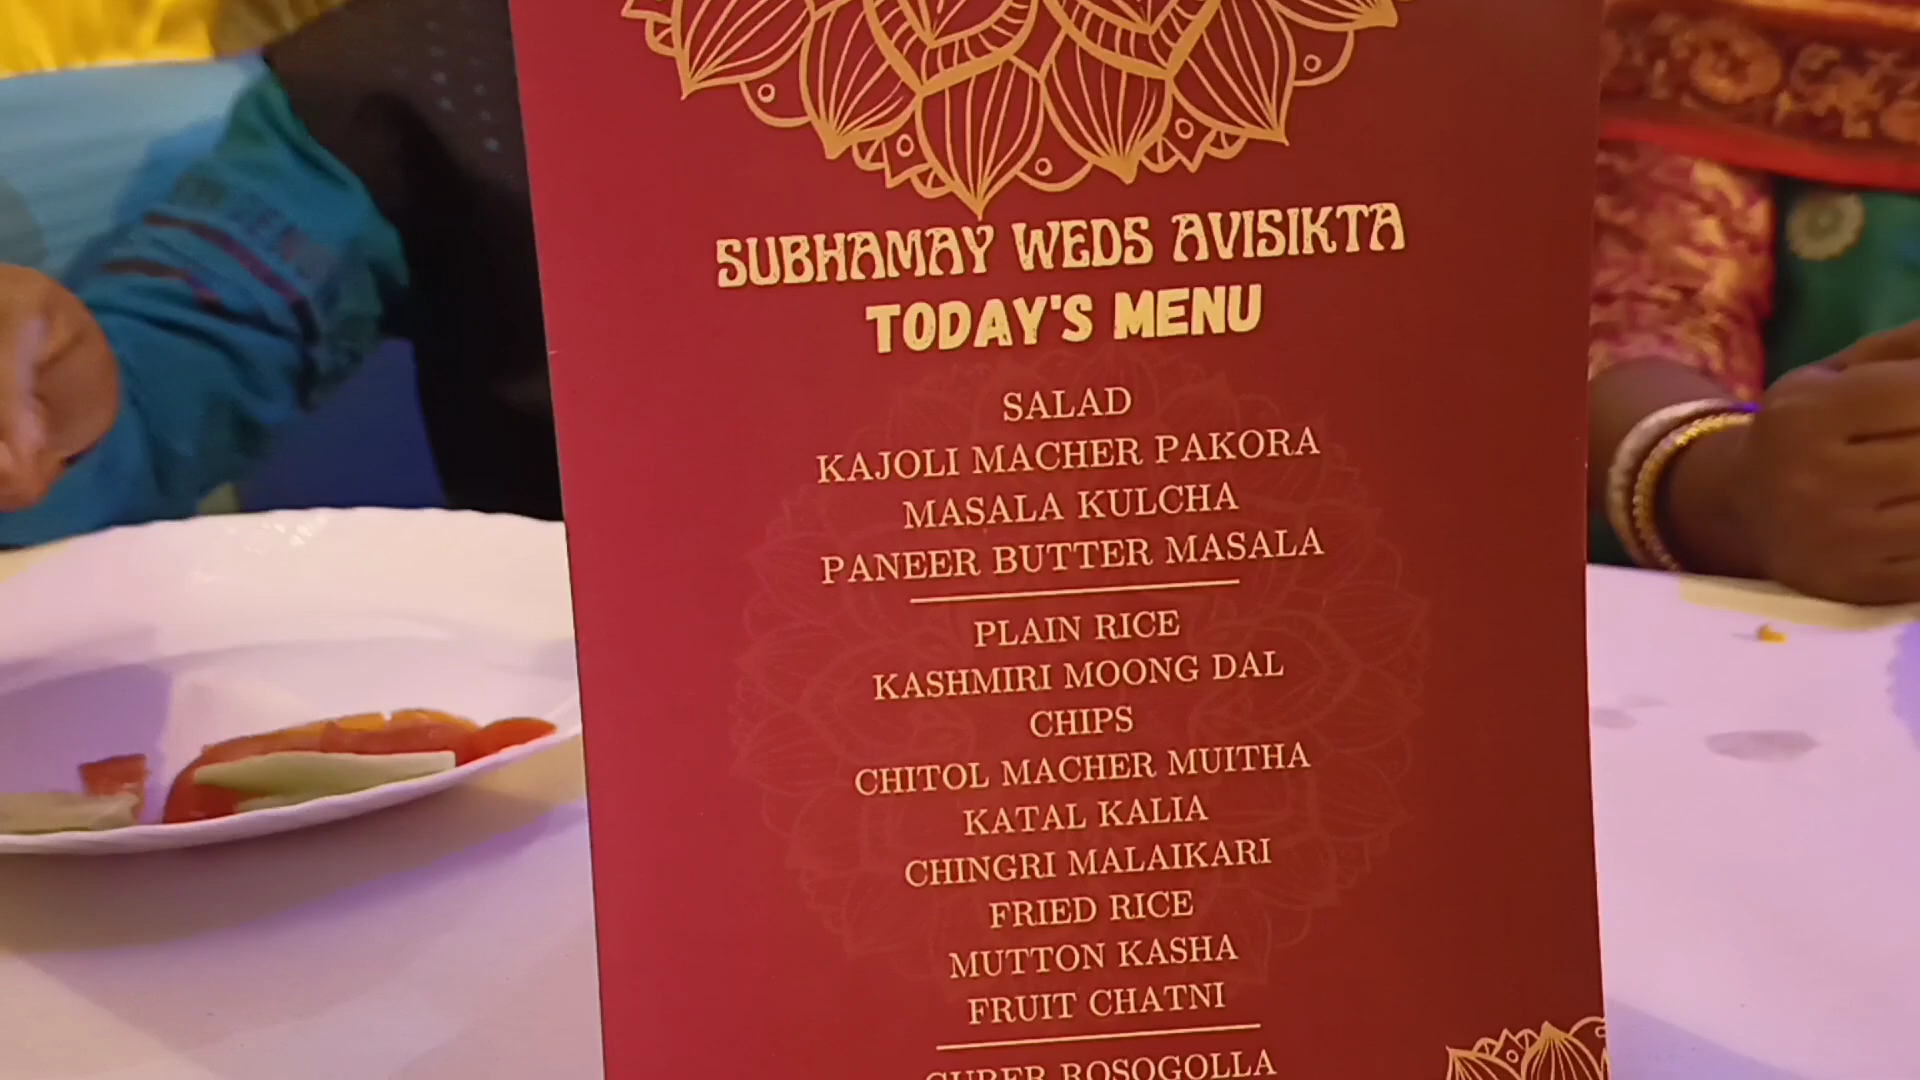 SUBHAMAY WEDS AVISIKTA
TODAY'S MENU
SALAD
KAJOLI MACHER PAKORA
MASALA KULCHA
PANEER BUTTER MASALA
PLAIN RICE
KASHMIRI MOONG DAL
CHIPS
CHITOL MACHER MUITHA
KATAL KALIA
CHINGRI MALAIKARI
FRIED RICE
MUTTON KASHA
FRUIT CHATNI
ROSOGOLLA